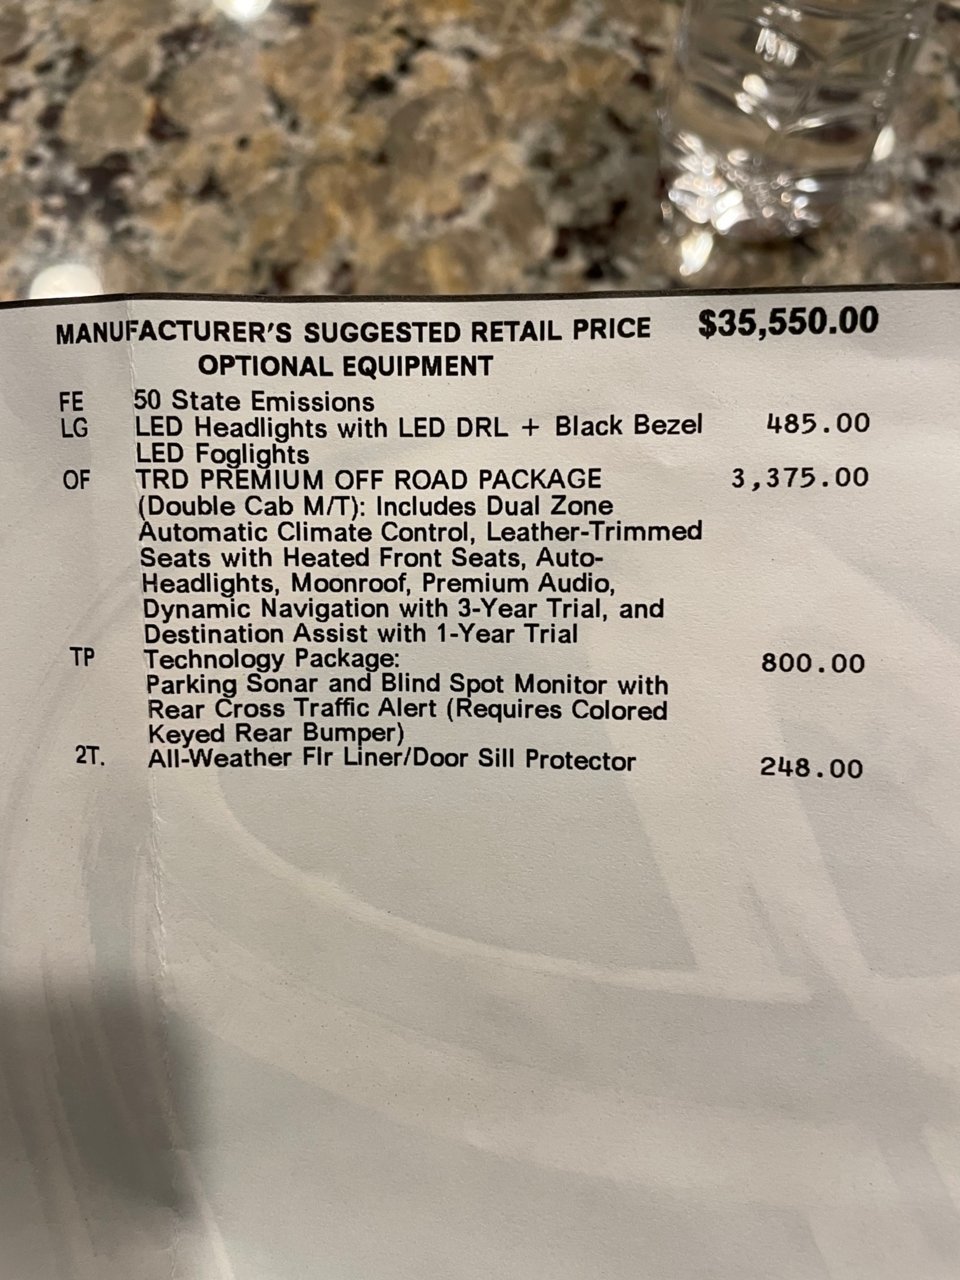 MANUFACTURER'S SUGGESTED RETAIL PRICE $35,550.00
OPTIONAL EQUIPMENT
FE 50 State Emissions
LG LED Headlights with LED DRL + Black Bezel 485.00
LED Foglights
OF TRD PREMIUM OFF ROAD PACKAGE 3,375.00
(Double Cab M/T): Includes Dual Zone
Automatic Climate Control, Leather-Trimmed
Seats with Heated Front Seats, Auto-
Headlights, Moonroof, Premium Audio,
Dynamic Navigation with 3-Year Trial, and
Destination Assist with 1-Year Trial
TP Technology Package: 800.00
Parking Sonar and Blind Spot Monitor with
Rear Cross Traffic Alert (Requires Colored
Keyed Rear Bumper)
2T. All-Weather Flr Liner/Door Sill Protector 248.00